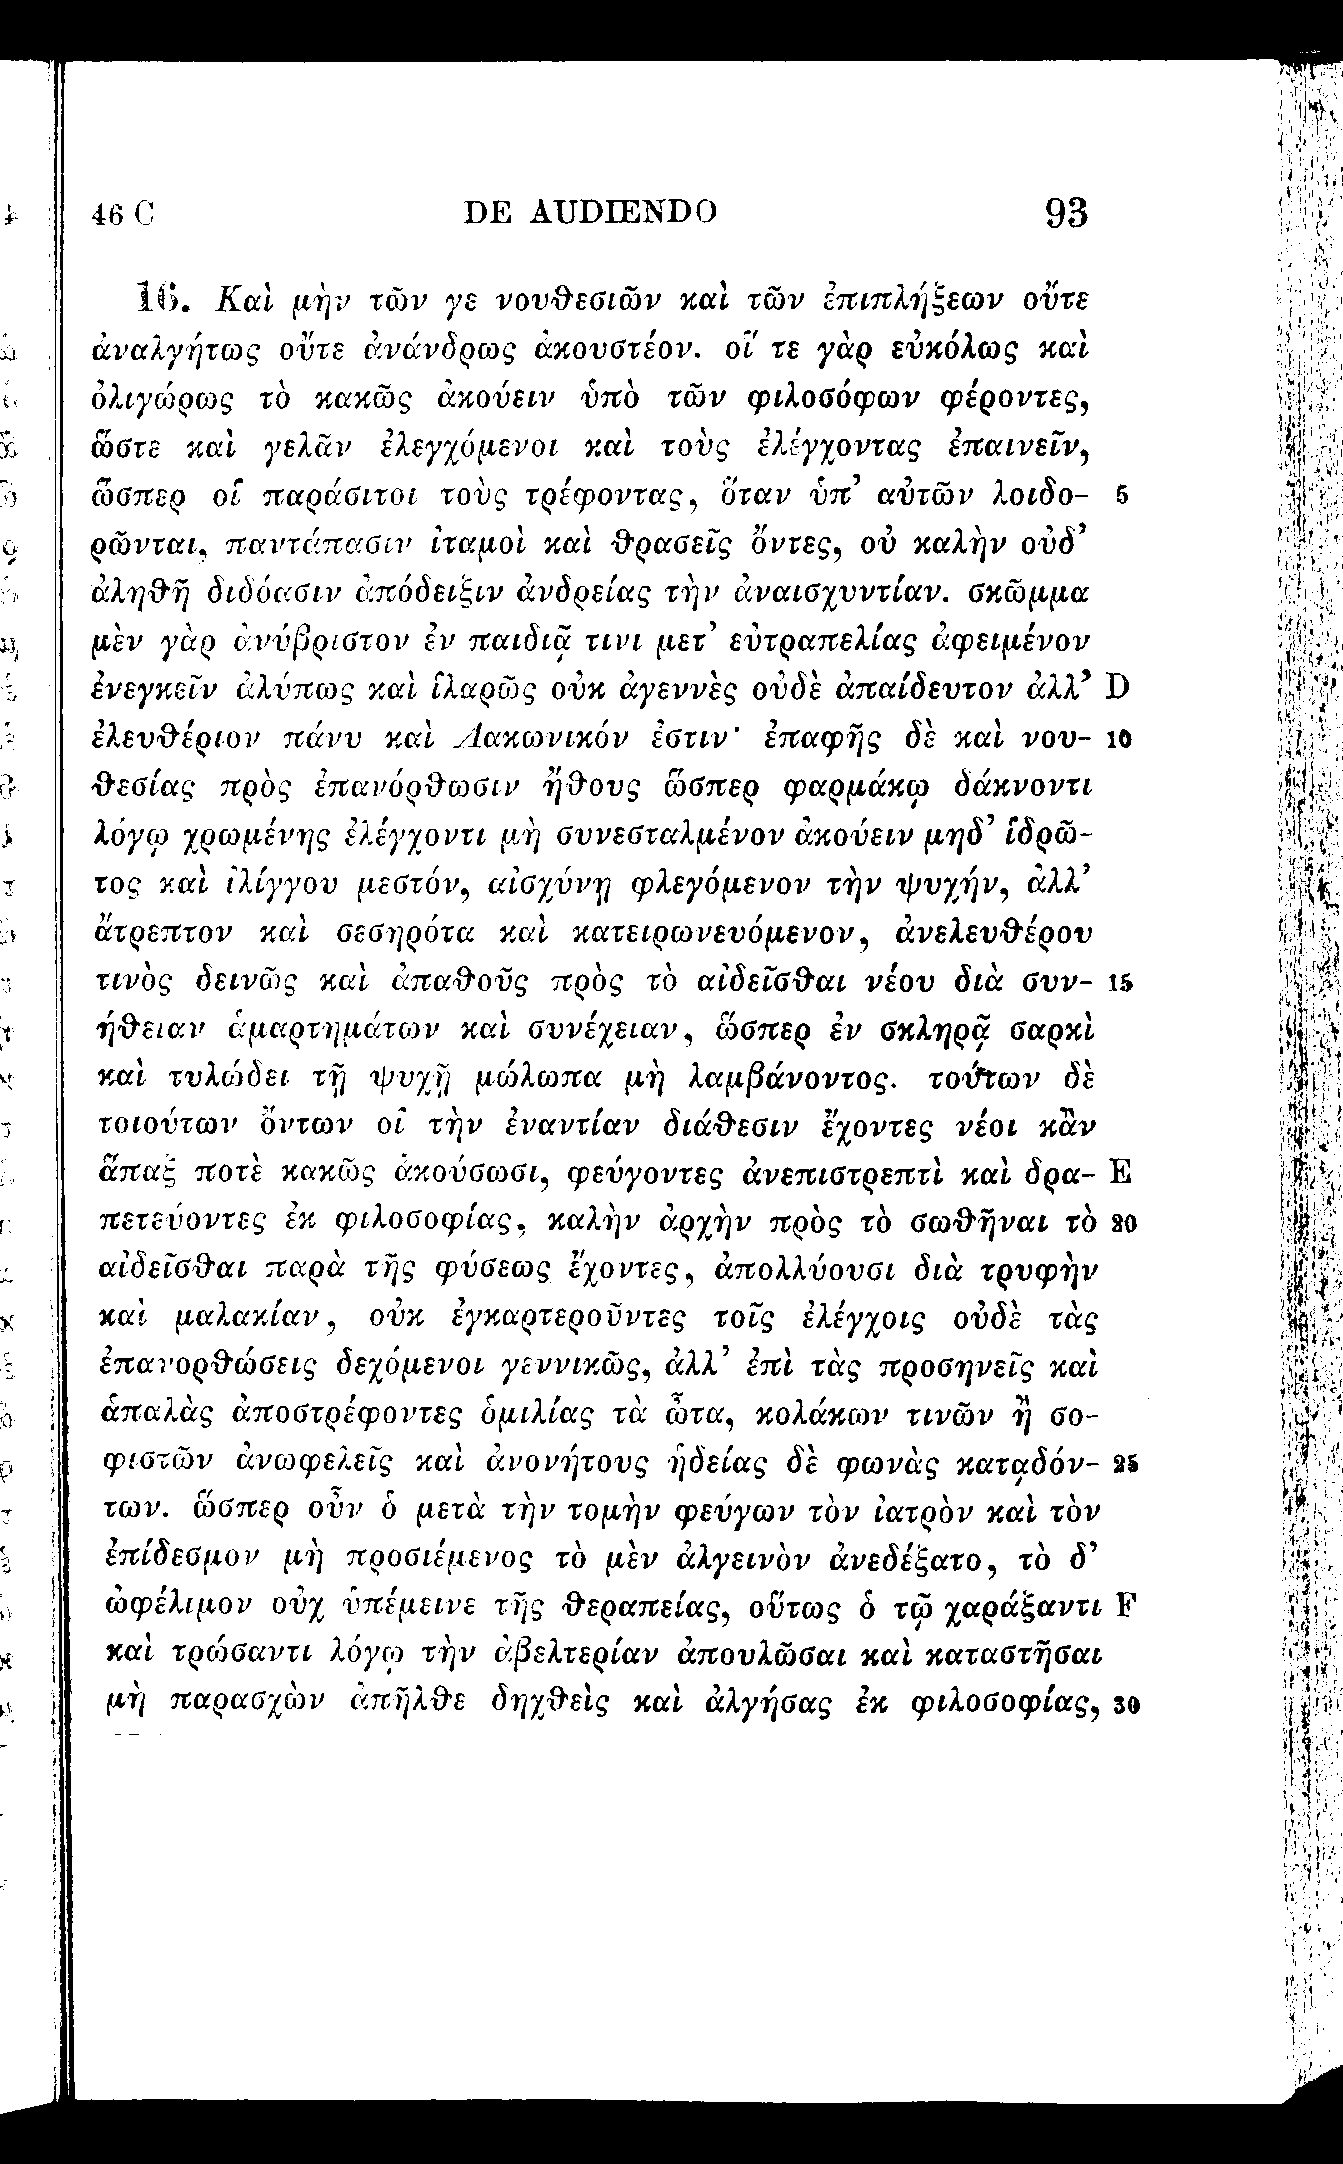 46 C DE AUDIENDO 93
16. Καὶ μὴν τῶν γε νουϑεσιῶν καὶ τῶν ἐπιπλήξεων οὔτε
ἀναλγήτως οὔτε ἀνάνδρως ἀκουστέον. οἵ τε γὰρ εὐκόλως καὶ
ὀλιγώρως τὸ κακῶς ἀκούειν ὑπὸ τῶν φιλοσόφων φέροντες,
ὥστε καὶ γελᾶν ἐλεγχόμενοι καὶ τοὺς ἐλέγχοντας ἐπαινεῖν,
ὥσπερ οἱ παράσιτοι τοὺς τρέφοντας, ὅταν ὑπ’ αὐτῶν λοιδο- 5
ρῶνται, παντάπασιν ἰταμοὶ καὶ ϑρασεῖς ὄντες, οὐ καλὴν οὐδ’
ἀληϑῆ διδόασιν ἀπόδειξιν ἀνδρείας τὴν ἀναισχυντίαν. σκῶμμα
μὲν γὰρ ἀνύβριστον ἐν παιδιᾷ τινι μετ’ εὐτραπελίας ἀφειμένον
ἐνεγκεῖν ἀλύπως καὶ ἱλαρῶς οὐκ ἀγεννὲς οὐδὲ ἀπαίδευτον ἀλλ’ D
ἐλευϑέριον πάνυ καὶ Λακωνικόν ἐστιν· ἐπαφῆς δὲ καὶ νου- 10
ϑεσίας πρὸς ἐπανόρϑωσιν ἤϑους ὥσπερ φαρμάκῳ δάκνοντι
λόγῳ χρωμένης ἐλέγχοντι μὴ συνεσταλμένον ἀκούειν μηδ’ ἱδρῶ-
τος καὶ ἰλίγγου μεστόν, αἰσχύνῃ φλεγόμενον τὴν ψυχήν, ἀλλ’
ἄτρεπτον καὶ σεσηρότα καὶ κατειρωνευόμενον, ἀνελευϑέρου
τινὸς δεινῶς καὶ ἀπαϑοῦς πρὸς τὸ αἰδεῖσϑαι νέου διὰ συν- 15
ήϑειαν ἁμαρτημάτων καὶ συνέχειαν, ὥσπερ ἐν σκληρᾷ σαρκὶ
καὶ τυλώδει τῇ ψυχῇ μώλωπα μὴ λαμβάνοντος. τούτων δὲ
τοιούτων ὄντων οἱ τὴν ἐναντίαν διάϑεσιν ἔχοντες νέοι κἂν
ἅπαξ ποτὲ κακῶς ἀκούσωσι, φεύγοντες ἀνεπιστρεπτὶ καὶ δρα- E
πετεύοντες ἐκ φιλοσοφίας, καλὴν ἀρχὴν πρὸς τὸ σωϑῆναι τὸ 20
αἰδεῖσϑαι παρὰ τῆς φύσεως ἔχοντες, ἀπολλύουσι διὰ τρυφὴν
καὶ μαλακίαν, οὐκ ἐγκαρτεροῦντες τοῖς ἐλέγχοις οὐδὲ τὰς
ἐπανορϑώσεις δεχόμενοι γεννικῶς, ἀλλ’ ἐπὶ τὰς προσηνεῖς καὶ
ἁπαλὰς ἀποστρέφοντες ὁμιλίας τὰ ὦτα, κολάκων τινῶν ἢ σο-
φιστῶν ἀνωφελεῖς καὶ ἀνονήτους ἡδείας δὲ φωνὰς κατᾳδόν- 25
των. ὥσπερ οὖν ὁ μετὰ τὴν τομὴν φεύγων τὸν ἰατρὸν καὶ τὸν
ἐπίδεσμον μὴ προσιέμενος τὸ μὲν ἀλγεινὸν ἀνεδέξατο, τὸ δ’
ὠφέλιμον οὐχ ὑπέμεινε τῆς ϑεραπείας, οὕτως ὁ τῷ χαράξαντι F
καὶ τρώσαντι λόγῳ τὴν ἀβελτερίαν ἀπουλῶσαι καὶ καταστῆσαι
μὴ παρασχὼν ἀπῆλϑε δηχϑεὶς καὶ ἀλγήσας ἐκ φιλοσοφίας, 30